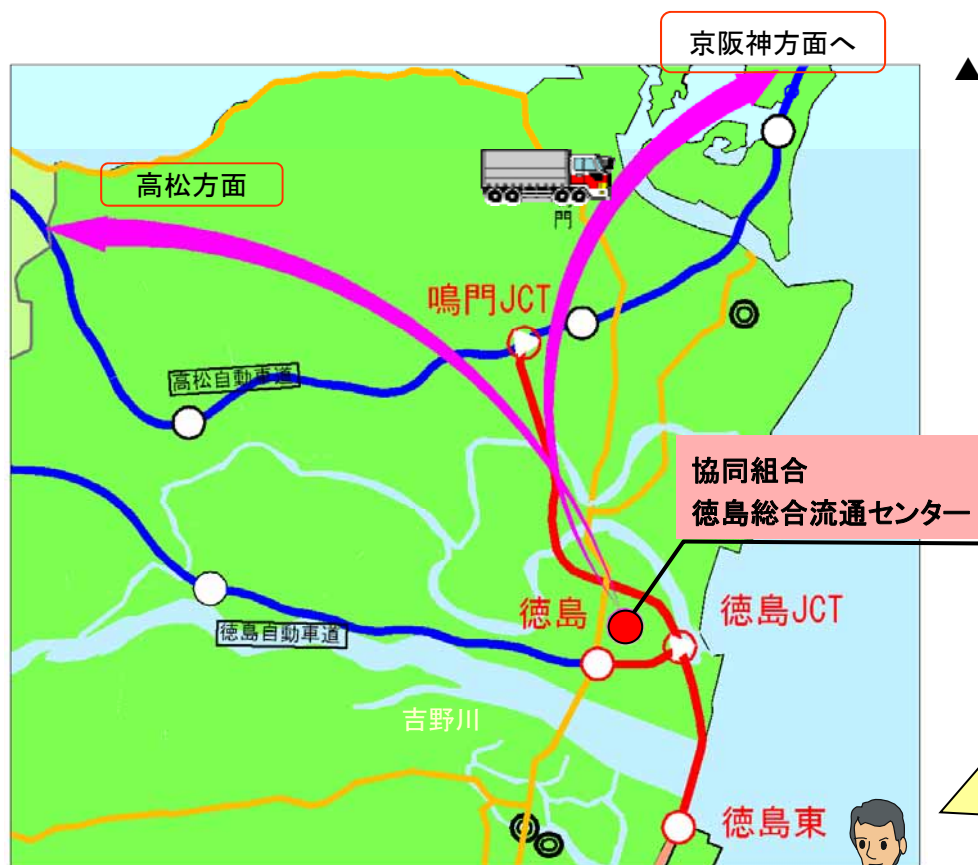 京阪神方面へ
▲
高松方面
門
鳴門JCT
高松自動車道
協同組合
徳島総合流通センター
徳島
徳島JCT
徳島自動車道
吉野川
徳島東